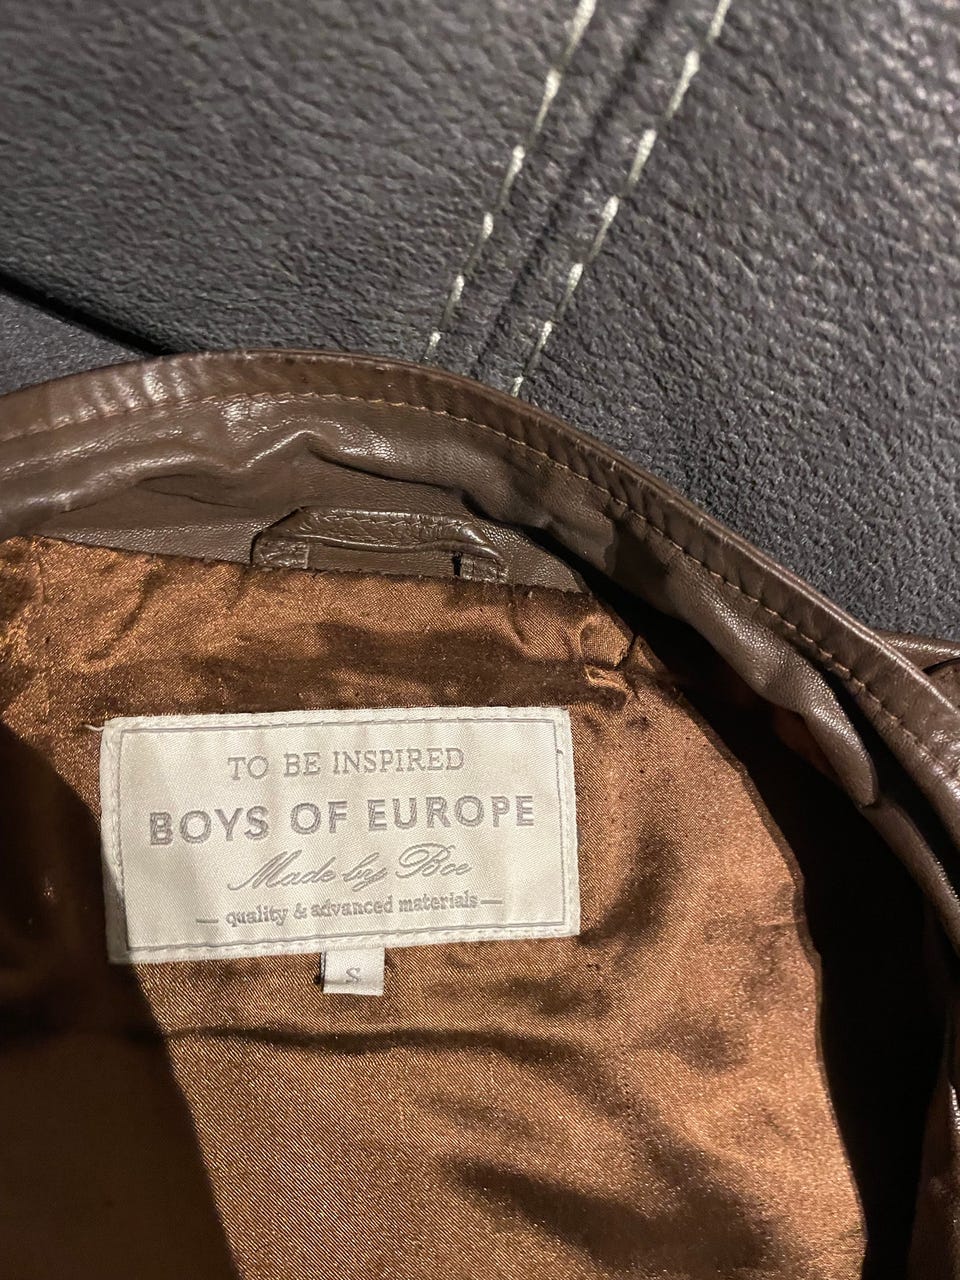 TO BE INSPIRED
BOYS OF EUROPE
Made by Boe
— quality & advanced materials —
S